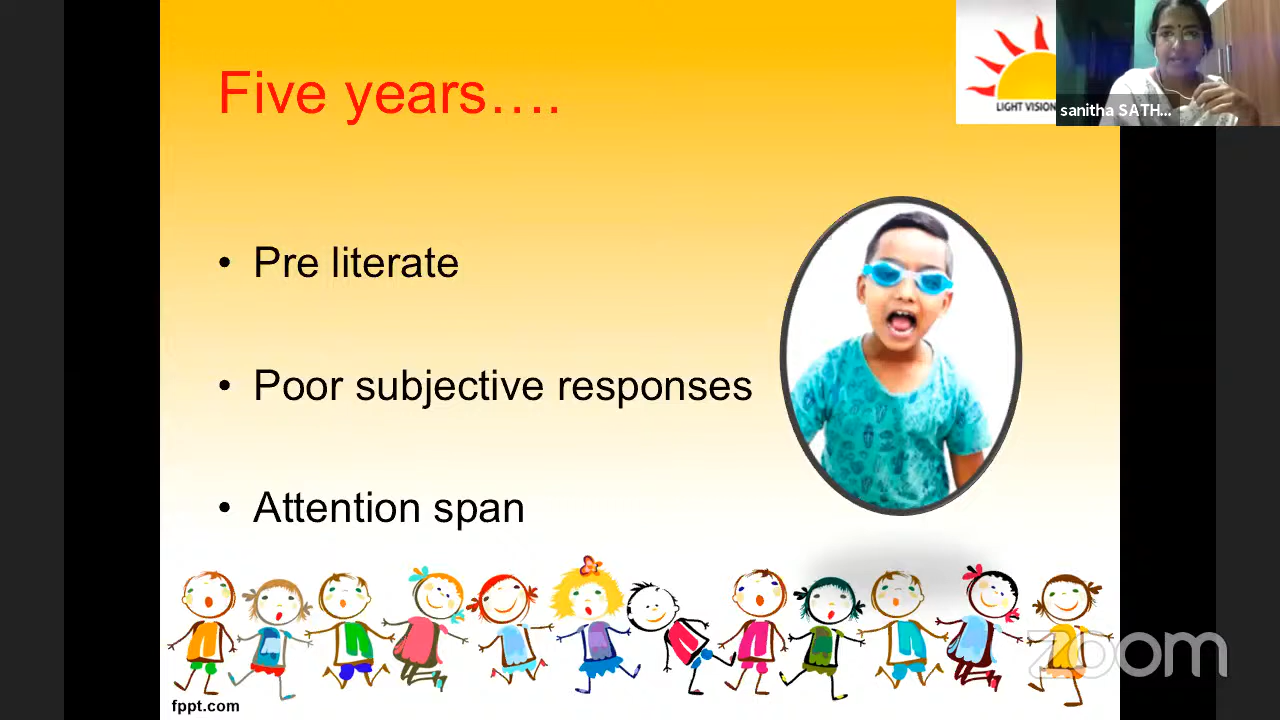 Five years….
LIGHT VISION
sanitha SATH...
• Pre literate
• Poor subjective responses
• Attention span
zoom
fppt.com